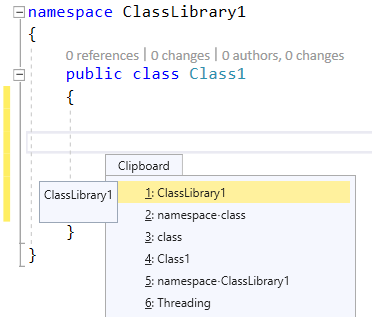 namespace ClassLibrary1
{
0 references | 0 changes | 0 authors, 0 changes
public class Class1
{
Clipboard
ClassLibrary1
1: ClassLibrary1
2: namespace·class
3: class
4: Class1
5: namespace·ClassLibrary1
6: Threading
}
}